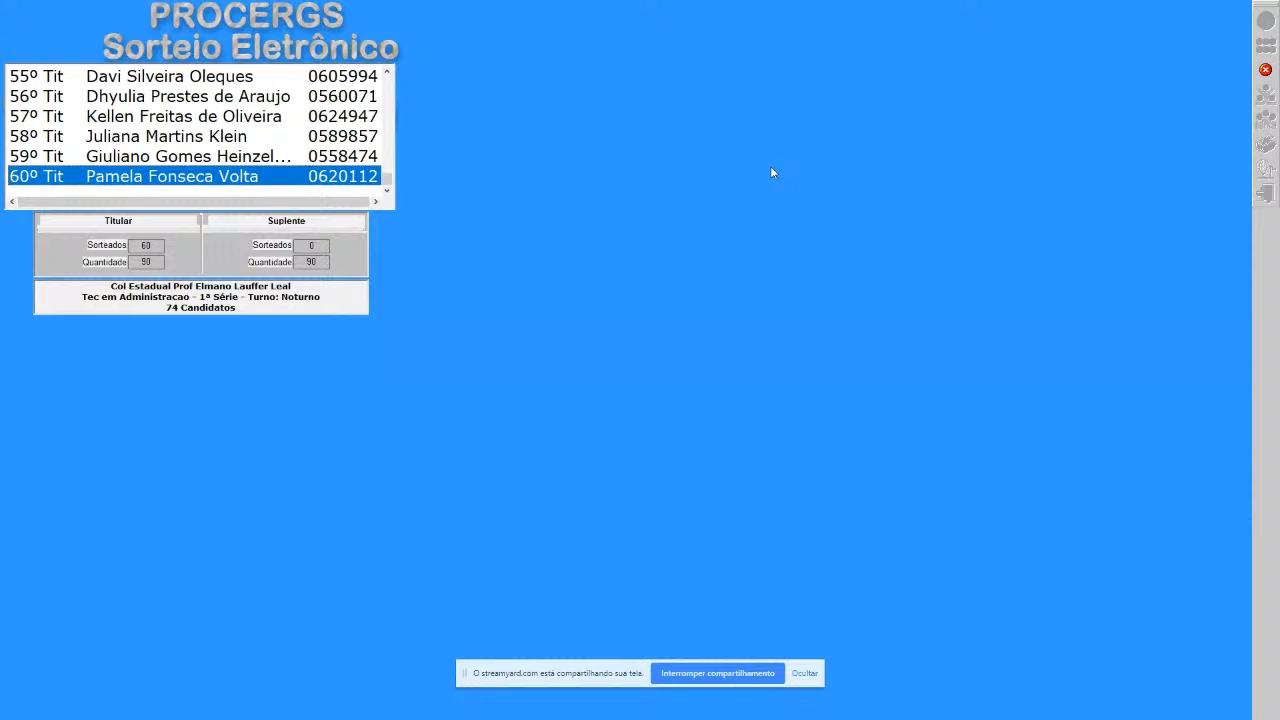 PROCERGS
Sorteio Eletrônico
55º Tit Davi Silveira Oleques 0605994
56º Tit Dhyulia Prestes de Araujo 0560071
57º Tit Kellen Freitas de Oliveira 0624947
58º Tit Juliana Martins Klein 0589857
59º Tit Giuliano Gomes Heinzel... 0558474
60º Tit Pamela Fonseca Volta 0620112
Titular Suplente
Sorteados 60 Sorteados 0
Quantidade 90 Quantidade 90
Col Estadual Prof Elmano Lauffer Leal
Tec em Administracao - 1ª Série - Turno: Noturno
74 Candidatos
O streamyard.com está compartilhando sua tela. Interromper compartilhamento Ocultar